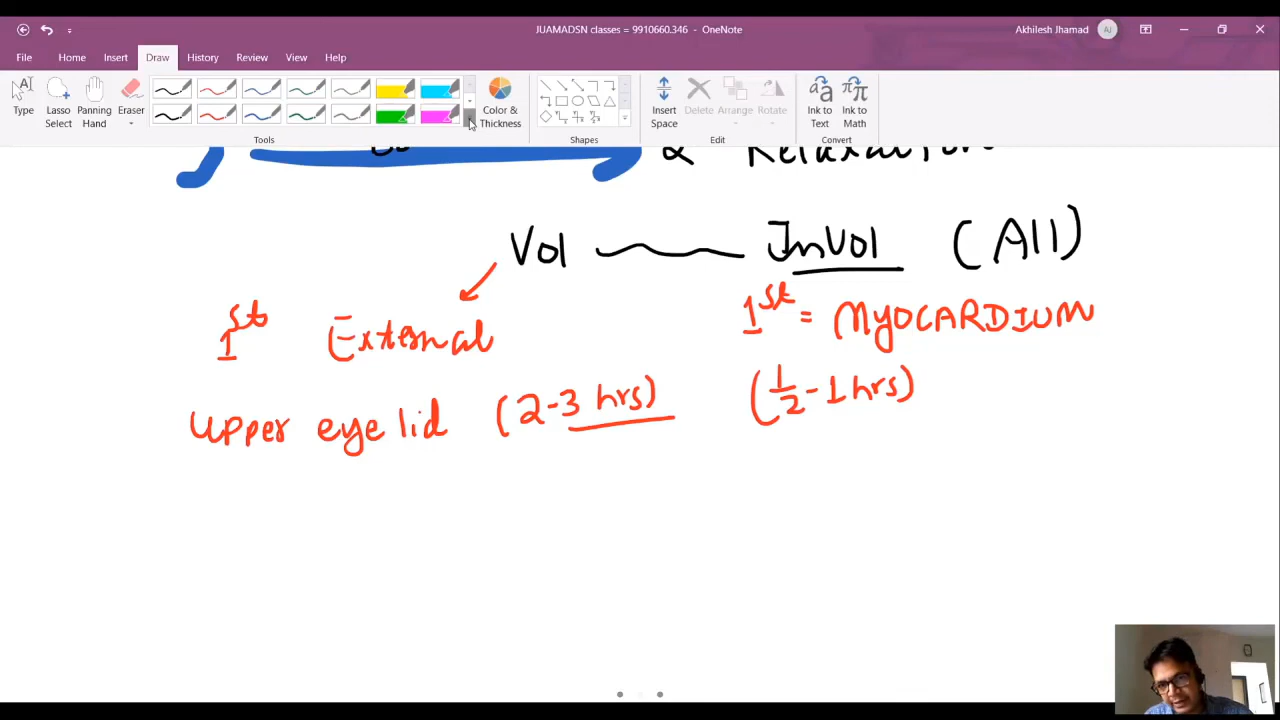 JUAMADSN classes = 9910660.346 - OneNote
Akhilesh Jhamad
AJ
File Home Insert Draw History Review View Help
Type
Lasso Select
Panning Hand
Eraser
Color & Thickness
Insert Space
Delete
Arrange
Rotate
Ink to Text
Ink to Math
Tools
Shapes
Edit
Convert
& Relaxation
Vol InVol (All)
1st External
1st = MYOCARDIUM
Upper eye lid (2-3 hrs)
(1/2 - 1 hrs)